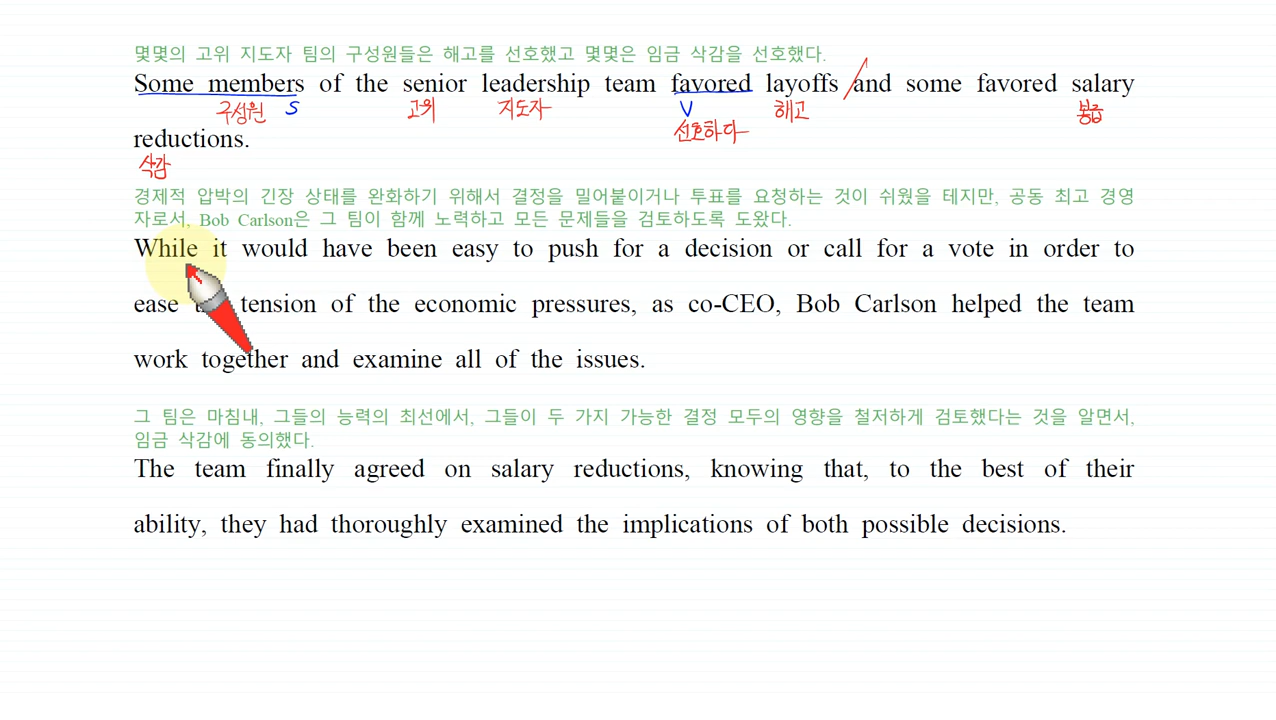 몇몇의 고위 지도자 팀의 구성원들은 해고를 선호했고 몇몇은 임금 삭감을 선호했다.
Some members of the senior leadership team favored layoffs and some favored salary
구성원 S 고위 지도자 V 해고 봉급
선호하다
reductions.
삭감
경제적 압박의 긴장 상태를 완화하기 위해서 결정을 밀어붙이거나 투표를 요청하는 것이 쉬웠을 테지만, 공동 최고 경영
자로서, Bob Carlson은 그 팀이 함께 노력하고 모든 문제들을 검토하도록 도왔다.
While it would have been easy to push for a decision or call for a vote in order to
ease tension of the economic pressures, as co-CEO, Bob Carlson helped the team
work together and examine all of the issues.
그 팀은 마침내, 그들의 능력의 최선에서, 그들이 두 가지 가능한 결정 모두의 영향을 철저하게 검토했다는 것을 알면서,
임금 삭감에 동의했다.
The team finally agreed on salary reductions, knowing that, to the best of their
ability, they had thoroughly examined the implications of both possible decisions.